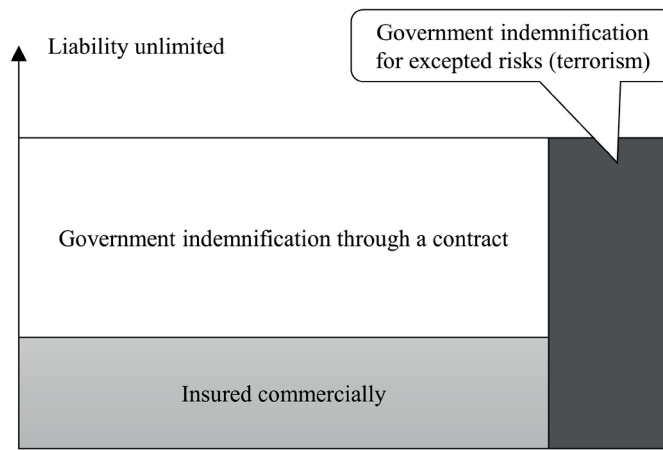 Liability unlimited
Government indemnification
for excepted risks (terrorism)
Government indemnification through a contract
Insured commercially